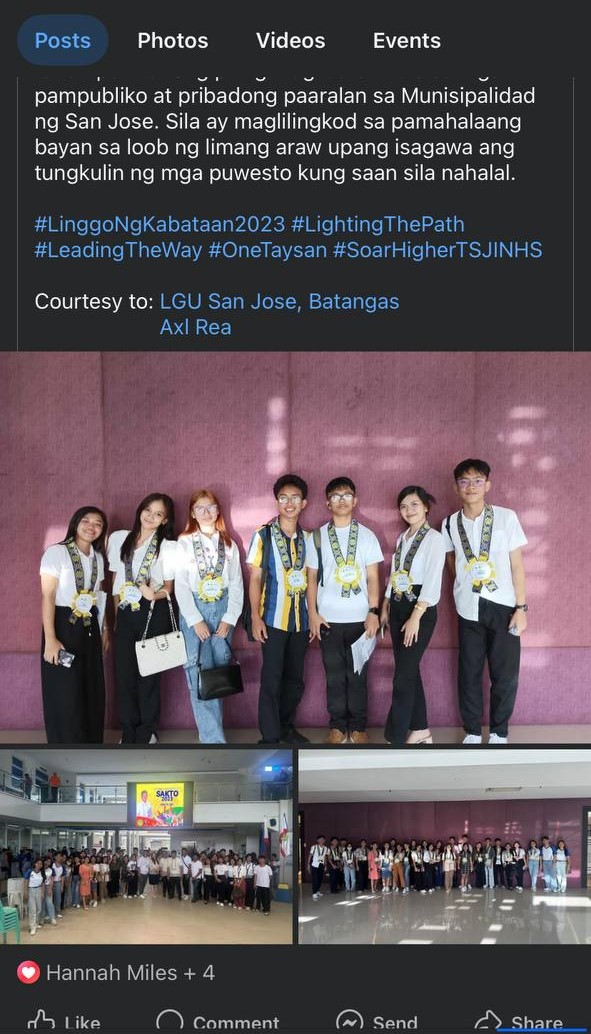 Posts Photos Videos Events
pampubliko at pribadong paaralan sa Munisipalidad
ng San Jose. Sila ay maglilingkod sa pamahalaang
bayan sa loob ng limang araw upang isagawa ang
tungkulin ng mga puwesto kung saan sila nahalal.
#LinggoNgKabataan2023 #LightingThePath
#LeadingTheWay #OneTaysan #SoarHigherTSJINHS
Courtesy to: LGU San Jose, Batangas
Axl Rea
SAKTO
2023
Hannah Miles + 4
Like Comment Send Share